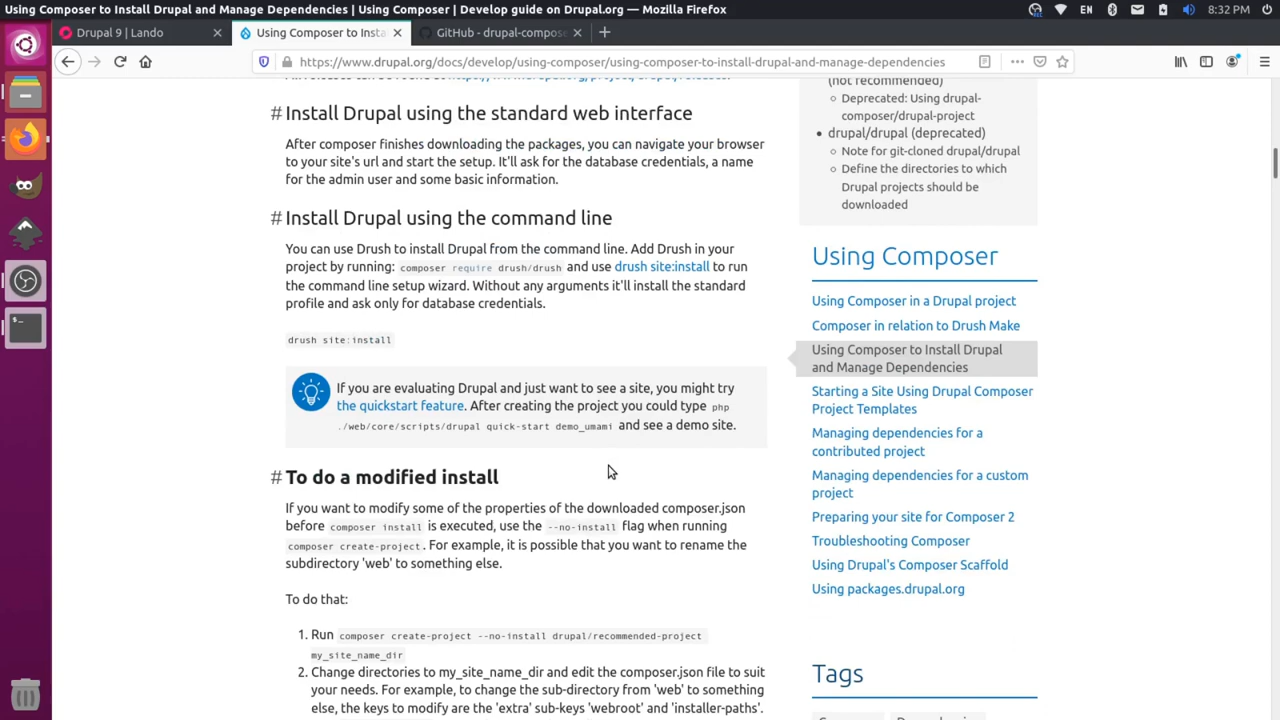 Using Composer to Install Drupal and Manage Dependencies | Using Composer | Develop guide on Drupal.org — Mozilla Firefox
EN
8:32 PM
Drupal 9 | Lando
Using Composer to Insta
GitHub - drupal-compos
https://www.drupal.org/docs/develop/using-composer/using-composer-to-install-drupal-and-manage-dependencies
# Install Drupal using the standard web interface
After composer finishes downloading the packages, you can navigate your browser
to your site's url and start the setup. It'll ask for the database credentials, a name
for the admin user and some basic information.
# Install Drupal using the command line
You can use Drush to install Drupal from the command line. Add Drush in your
project by running: composer require drush/drush and use drush site:install to run
the command line setup wizard. Without any arguments it'll install the standard
profile and ask only for database credentials.
drush site:install
If you are evaluating Drupal and just want to see a site, you might try
the quickstart feature. After creating the project you could type php
./web/core/scripts/drupal quick-start demo_umami and see a demo site.
# To do a modified install
If you want to modify some of the properties of the downloaded composer.json
before composer install is executed, use the --no-install flag when running
composer create-project. For example, it is possible that you want to rename the
subdirectory 'web' to something else.
To do that:
1. Run composer create-project --no-install drupal/recommended-project
my_site_name_dir
2. Change directories to my_site_name_dir and edit the composer.json file to suit
your needs. For example, to change the sub-directory from 'web' to something
else, the keys to modify are the 'extra' sub-keys 'webroot' and 'installer-paths'.
(not recommended)
Deprecated: Using drupal-
composer/drupal-project
drupal/drupal (deprecated)
Note for git-cloned drupal/drupal
Define the directories to which
Drupal projects should be
downloaded
Using Composer
Using Composer in a Drupal project
Composer in relation to Drush Make
Using Composer to Install Drupal
and Manage Dependencies
Starting a Site Using Drupal Composer
Project Templates
Managing dependencies for a
contributed project
Managing dependencies for a custom
project
Preparing your site for Composer 2
Troubleshooting Composer
Using Drupal's Composer Scaffold
Using packages.drupal.org
Tags